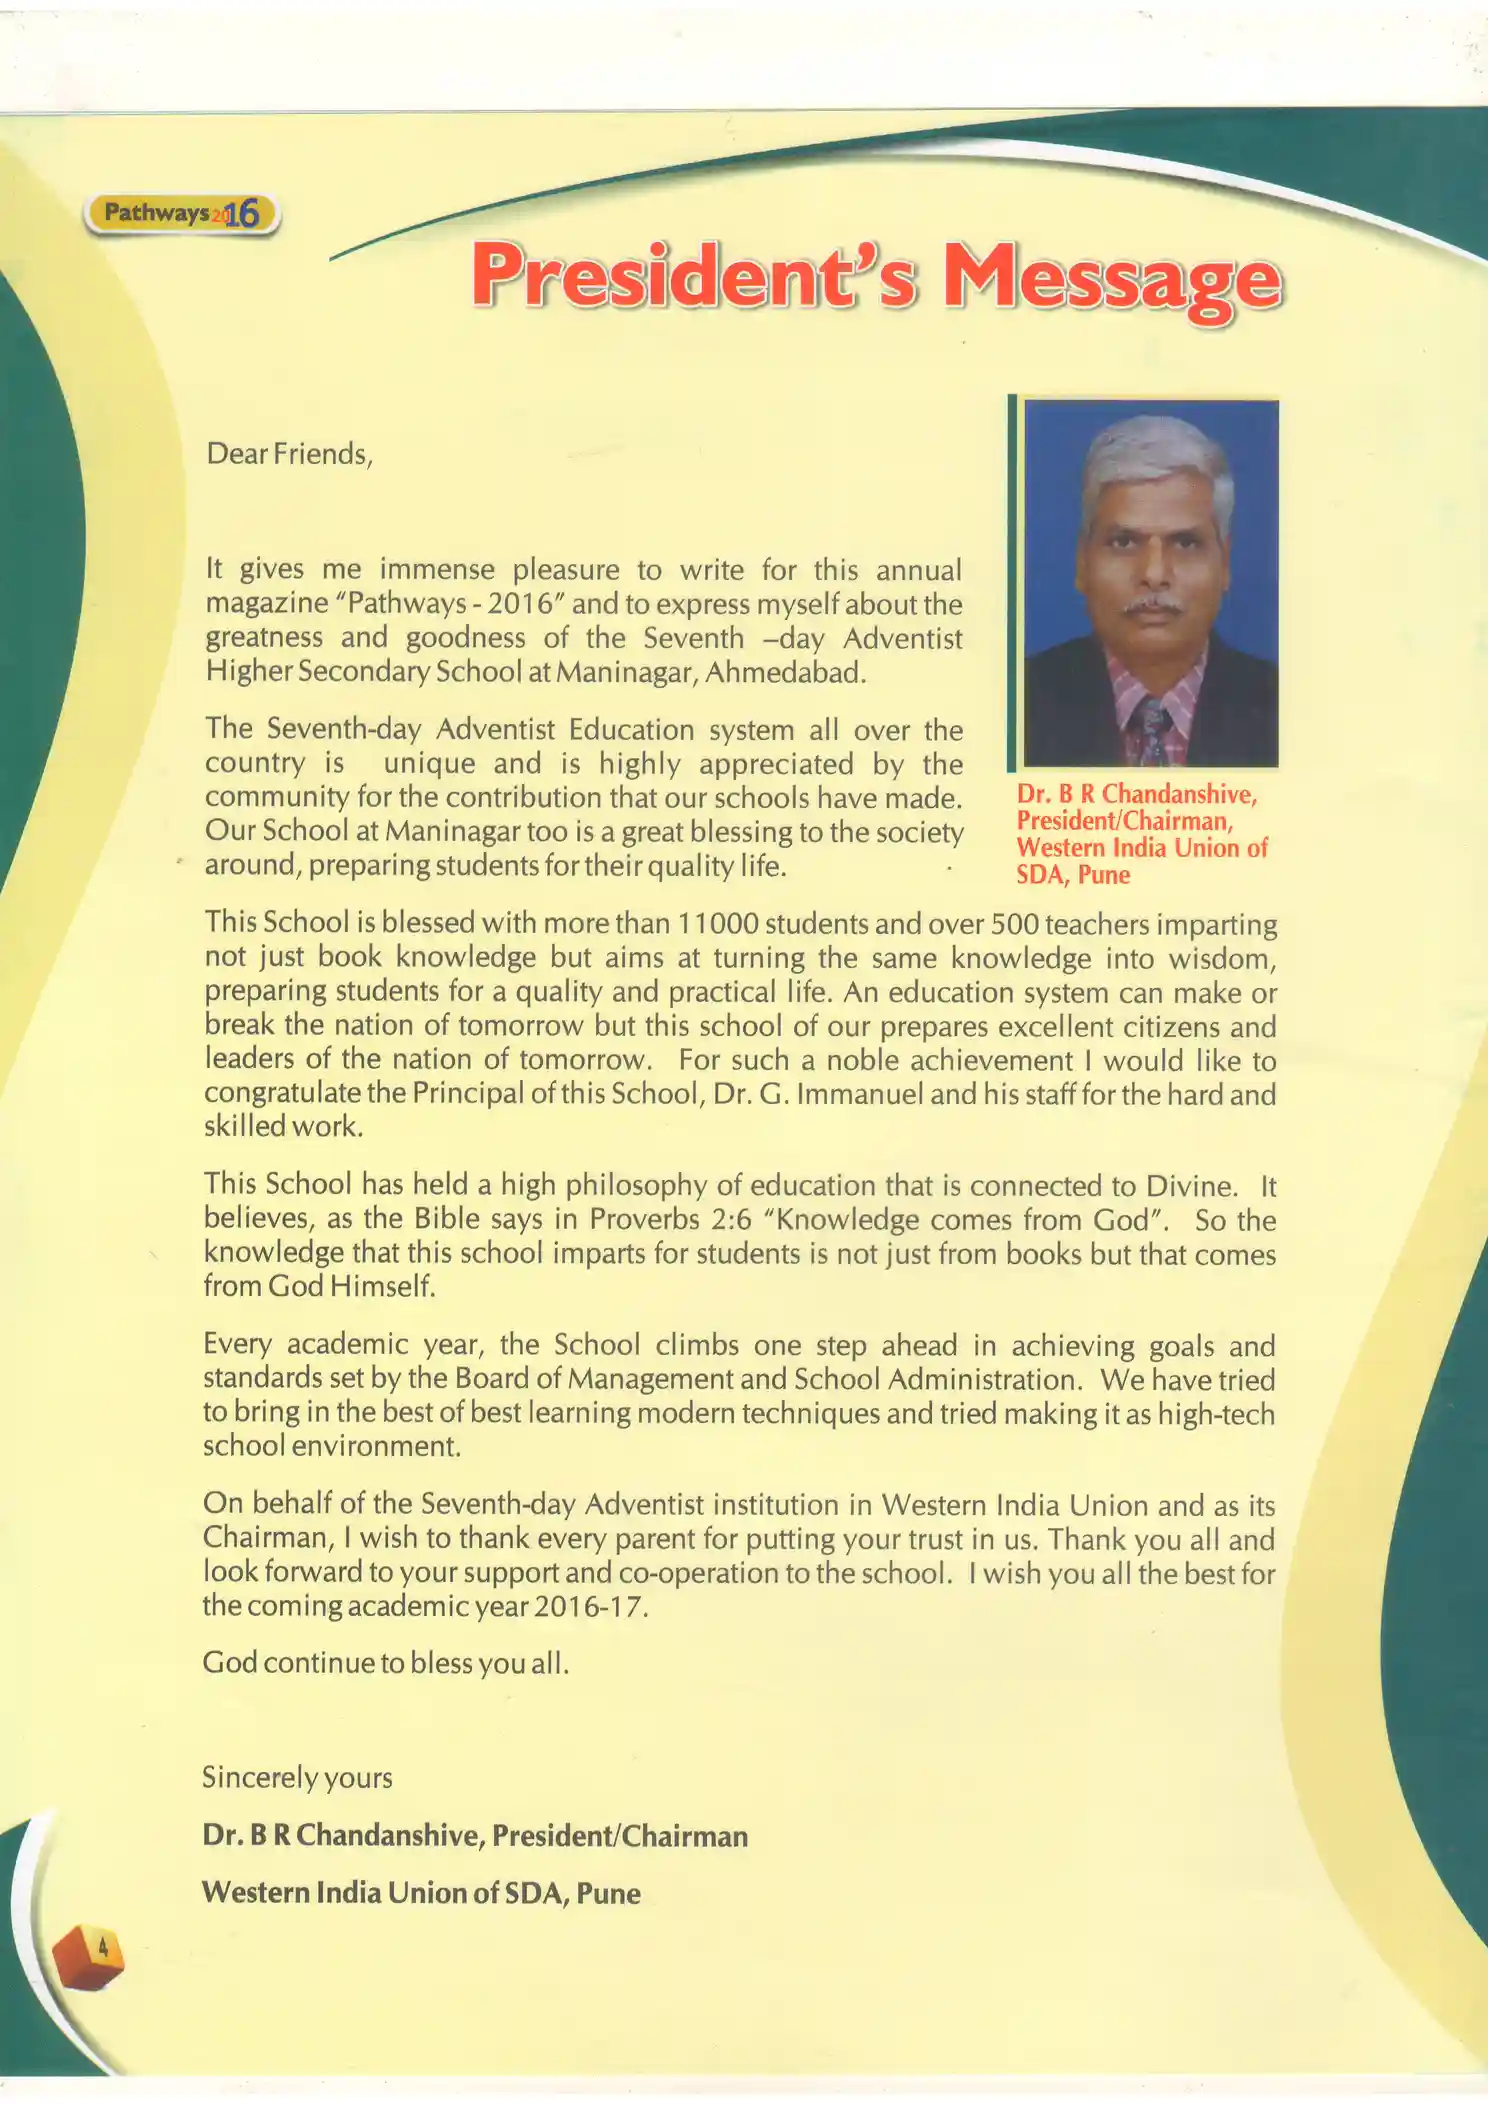 Pathways 2016
President's Message
Dear Friends,
It gives me immense pleasure to write for this annual
magazine “Pathways - 2016” and to express myself about the
greatness and goodness of the Seventh –day Adventist
Higher Secondary School at Maninagar, Ahmedabad.
The Seventh-day Adventist Education system all over the
country is unique and is highly appreciated by the
community for the contribution that our schools have made.
Our School at Maninagar too is a great blessing to the society
around, preparing students for their quality life.
Dr. B R Chandanshive,
President/Chairman,
Western India Union of
SDA, Pune
This School is blessed with more than 11000 students and over 500 teachers imparting
not just book knowledge but aims at turning the same knowledge into wisdom,
preparing students for a quality and practical life. An education system can make or
break the nation of tomorrow but this school of our prepares excellent citizens and
leaders of the nation of tomorrow. For such a noble achievement I would like to
congratulate the Principal of this School, Dr. G. Immanuel and his staff for the hard and
skilled work.
This School has held a high philosophy of education that is connected to Divine. It
believes, as the Bible says in Proverbs 2:6 “Knowledge comes from God”. So the
knowledge that this school imparts for students is not just from books but that comes
from God Himself.
Every academic year, the School climbs one step ahead in achieving goals and
standards set by the Board of Management and School Administration. We have tried
to bring in the best of best learning modern techniques and tried making it as high-tech
school environment.
On behalf of the Seventh-day Adventist institution in Western India Union and as its
Chairman, I wish to thank every parent for putting your trust in us. Thank you all and
look forward to your support and co-operation to the school. I wish you all the best for
the coming academic year 2016-17.
God continue to bless you all.
Sincerely yours
Dr. B R Chandanshive, President/Chairman
Western India Union of SDA, Pune
4